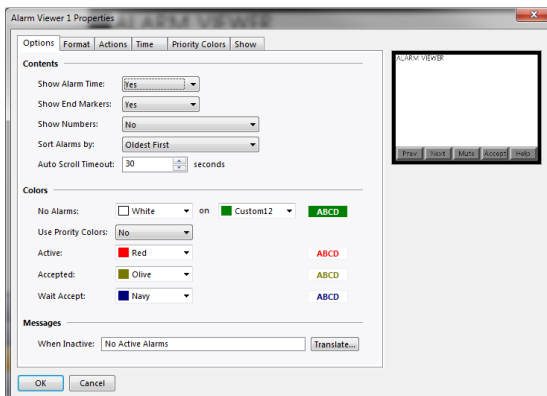 ALARM VIEWER
Alarm Viewer 1 Properties
Options Format Actions Time Priority Colors Show
Contents
Show Alarm Time: Yes
Show End Markers: Yes
Show Numbers: No
Sort Alarms by: Oldest First
Auto Scroll Timeout: 30 seconds
Colors
No Alarms: White on Custom12 ABCD
Use Prority Colors: No
Active: Red ABCD
Accepted: Olive ABCD
Wait Accept: Navy ABCD
Messages
When Inactive: No Active Alarms Translate...
OK Cancel
ALARM VIEWER
Prev Next Mute Accept Help